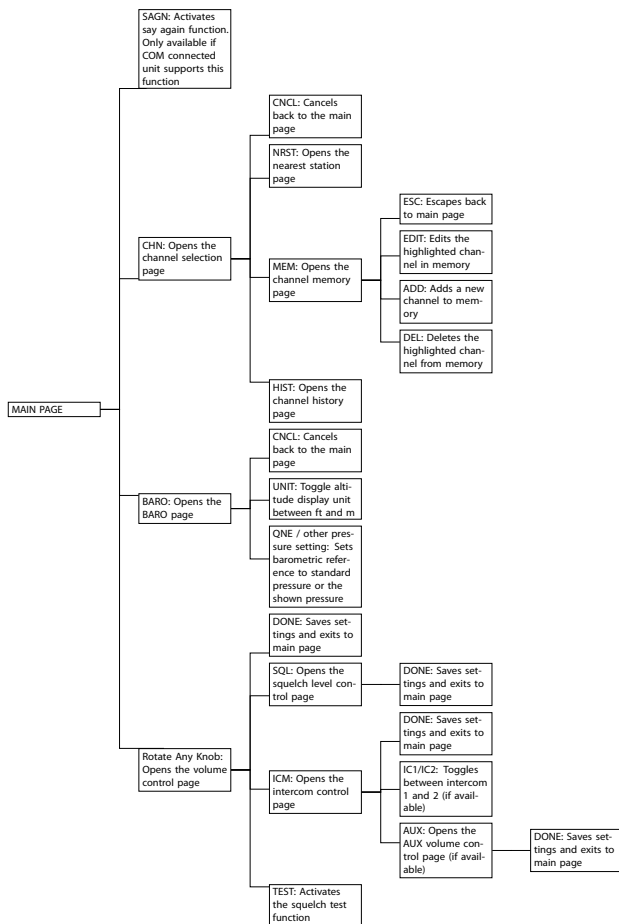 SAGN: Activates
say again function.
Only available if
COM connected
unit supports this
function
CNCL: Cancels
back to the main
page
NRST: Opens the
nearest station
page
ESC: Escapes back
to main page
EDIT: Edits the
highlighted chan-
nel in memory
CHN: Opens the
channel selection
page
MEM: Opens the
channel memory
page
ADD: Adds a new
channel to mem-
ory
DEL: Deletes the
highlighted chan-
nel from memory
HIST: Opens the
channel history
page
MAIN PAGE
CNCL: Cancels
back to the main
page
BARO: Opens the
BARO page
UNIT: Toggle alti-
tude display unit
between ft and m
QNE / other pres-
sure setting: Sets
barometric refer-
ence to standard
pressure or the
shown pressure
DONE: Saves set-
tings and exits to
main page
SQL: Opens the
squelch level con-
trol page
DONE: Saves set-
tings and exits to
main page
Rotate Any Knob:
Opens the volume
control page
ICM: Opens the
intercom control
page
DONE: Saves set-
tings and exits to
main page
IC1/IC2: Toggles
between intercom
1 and 2 (if avail-
able)
AUX: Opens the
AUX volume con-
trol page (if avail-
able)
DONE: Saves set-
tings and exits to
main page
TEST: Activates
the squelch test
function